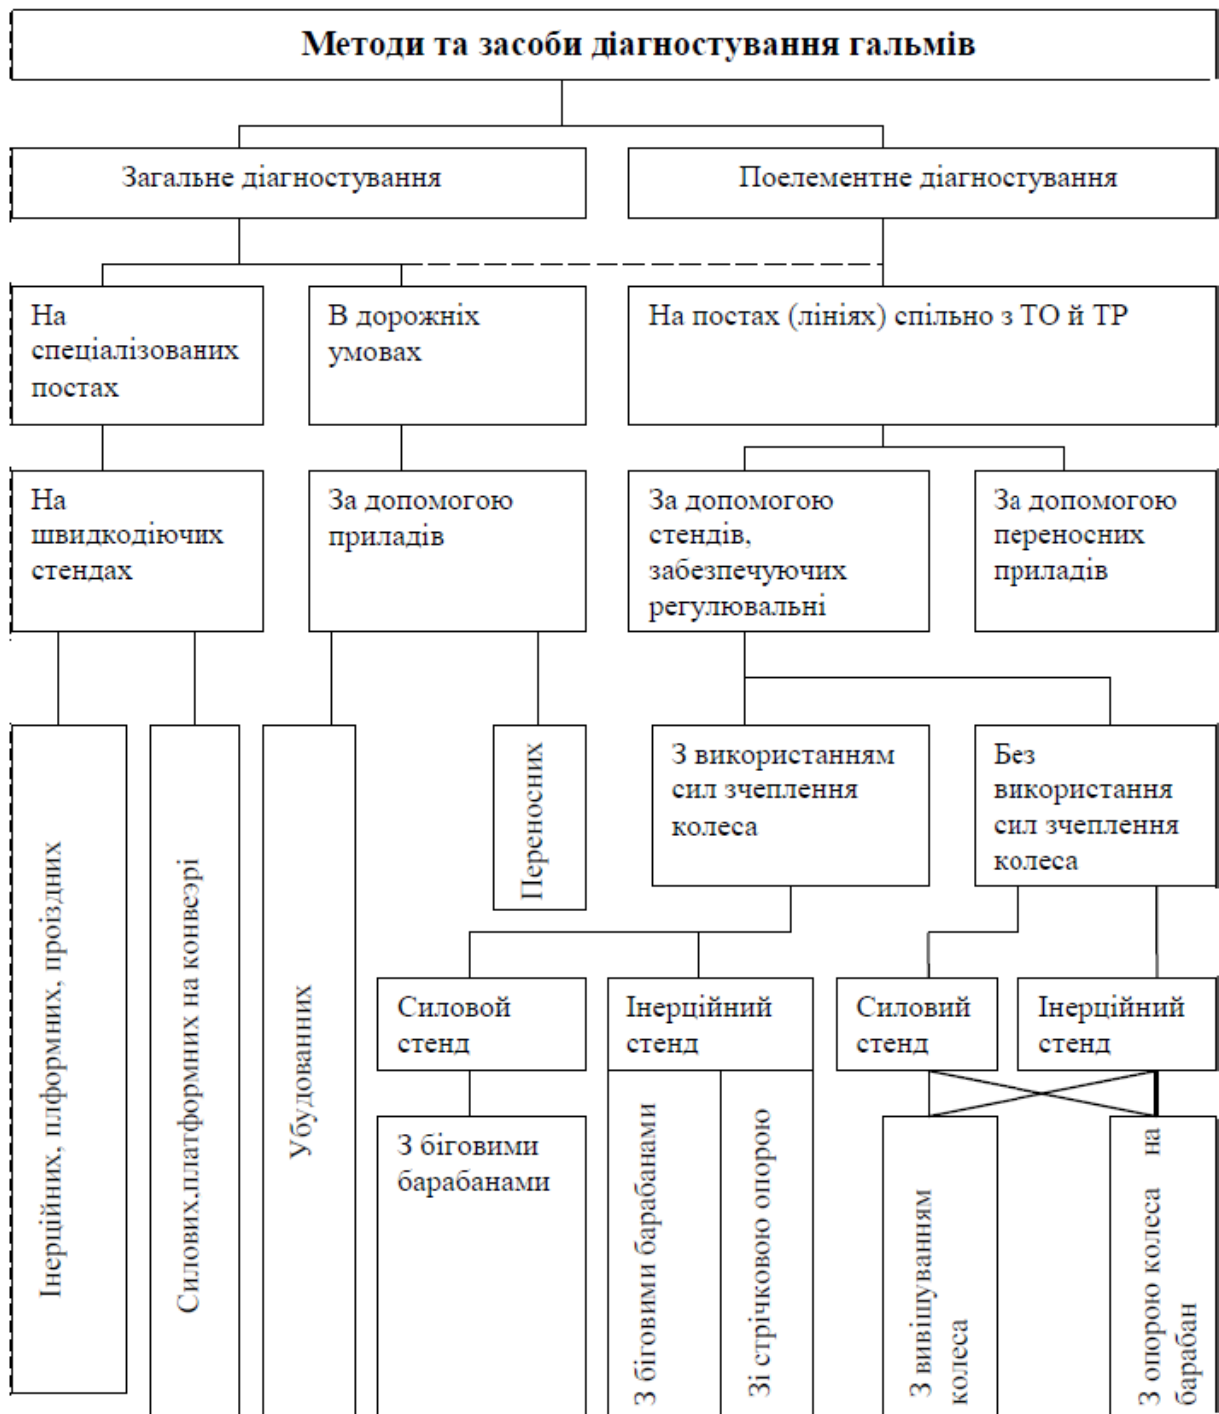 Методи та засоби діагностування гальмів
Загальне діагностування
Поелементне діагностування
На
спеціалізованих
постах
В дорожніх
умовах
На постах (лініях) спільно з ТО й ТР
На
швидкодіючих
стендах
За допомогою
приладів
За допомогою
стендів,
забезпечуючих
регулювальні
За допомогою
переносних
приладів
Інерційних, плформних, проїздних
Силових.платформних на конвеэрі
Убудованних
Переносних
З використанням
сил зчеплення
колеса
Без
використання
сил зчеплення
колеса
Силовой
стенд
Інерційний
стенд
Силовий
стенд
Інерційний
стенд
З біговими
барабанами
З біговими барабанами
Зі стрічковою опорою
З вивішуванням
колеса
З опорою колеса на
барабан